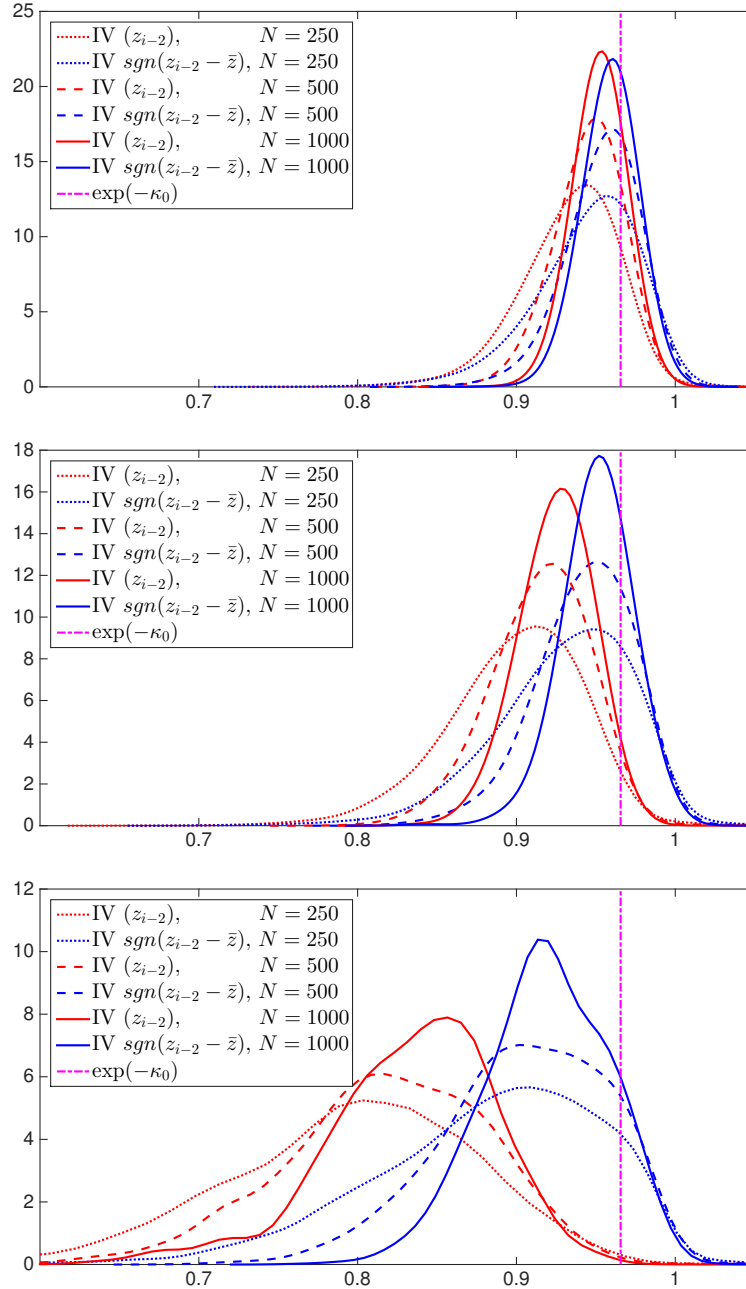 25
20
15
10
5
0
IV (z_{i−2}), N = 250
IV sgn(z_{i−2} − z̄), N = 250
IV (z_{i−2}), N = 500
IV sgn(z_{i−2} − z̄), N = 500
IV (z_{i−2}), N = 1000
IV sgn(z_{i−2} − z̄), N = 1000
exp(−κ₀)
0.7 0.8 0.9 1
18
16
14
12
10
8
6
4
2
0
IV (z_{i−2}), N = 250
IV sgn(z_{i−2} − z̄), N = 250
IV (z_{i−2}), N = 500
IV sgn(z_{i−2} − z̄), N = 500
IV (z_{i−2}), N = 1000
IV sgn(z_{i−2} − z̄), N = 1000
exp(−κ₀)
0.7 0.8 0.9 1
12
10
8
6
4
2
0
IV (z_{i−2}), N = 250
IV sgn(z_{i−2} − z̄), N = 250
IV (z_{i−2}), N = 500
IV sgn(z_{i−2} − z̄), N = 500
IV (z_{i−2}), N = 1000
IV sgn(z_{i−2} − z̄), N = 1000
exp(−κ₀)
0.7 0.8 0.9 1